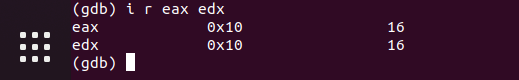 (gdb) i r eax edx
eax            0x10                16
edx            0x10                16
(gdb)